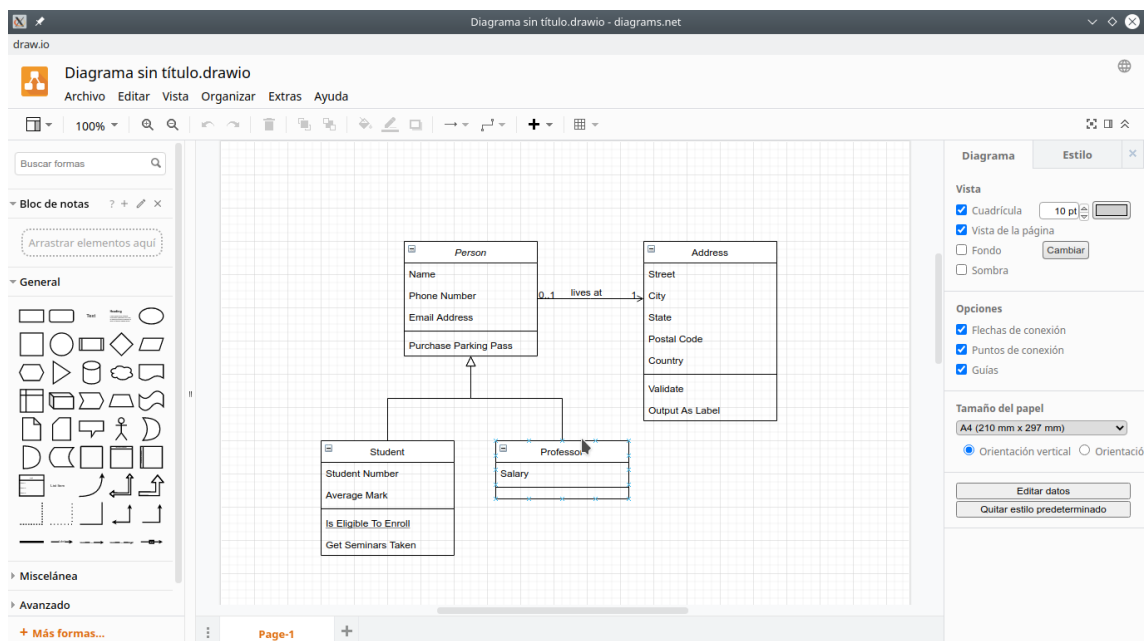 Diagrama sin título.drawio - diagrams.net
draw.io
Diagrama sin título.drawio
Archivo Editar Vista Organizar Extras Ayuda
100%
Buscar formas
Bloc de notas ? +
Arrastrar elementos aquí
General
Text
Heading
Miscelánea
Avanzado
+ Más formas...
Person
Name
Phone Number
Email Address
Purchase Parking Pass
0..1 lives at 1
Address
Street
City
State
Postal Code
Country
Validate
Output As Label
Student
Student Number
Average Mark
Is Eligible To Enroll
Get Seminars Taken
Professor
Salary
Page-1
Diagrama Estilo
Vista
Cuadrícula 10 pt
Vista de la página
Fondo Cambiar
Sombra
Opciones
Flechas de conexión
Puntos de conexión
Guías
Tamaño del papel
A4 (210 mm x 297 mm)
Orientación vertical Orientació
Editar datos
Quitar estilo predeterminado